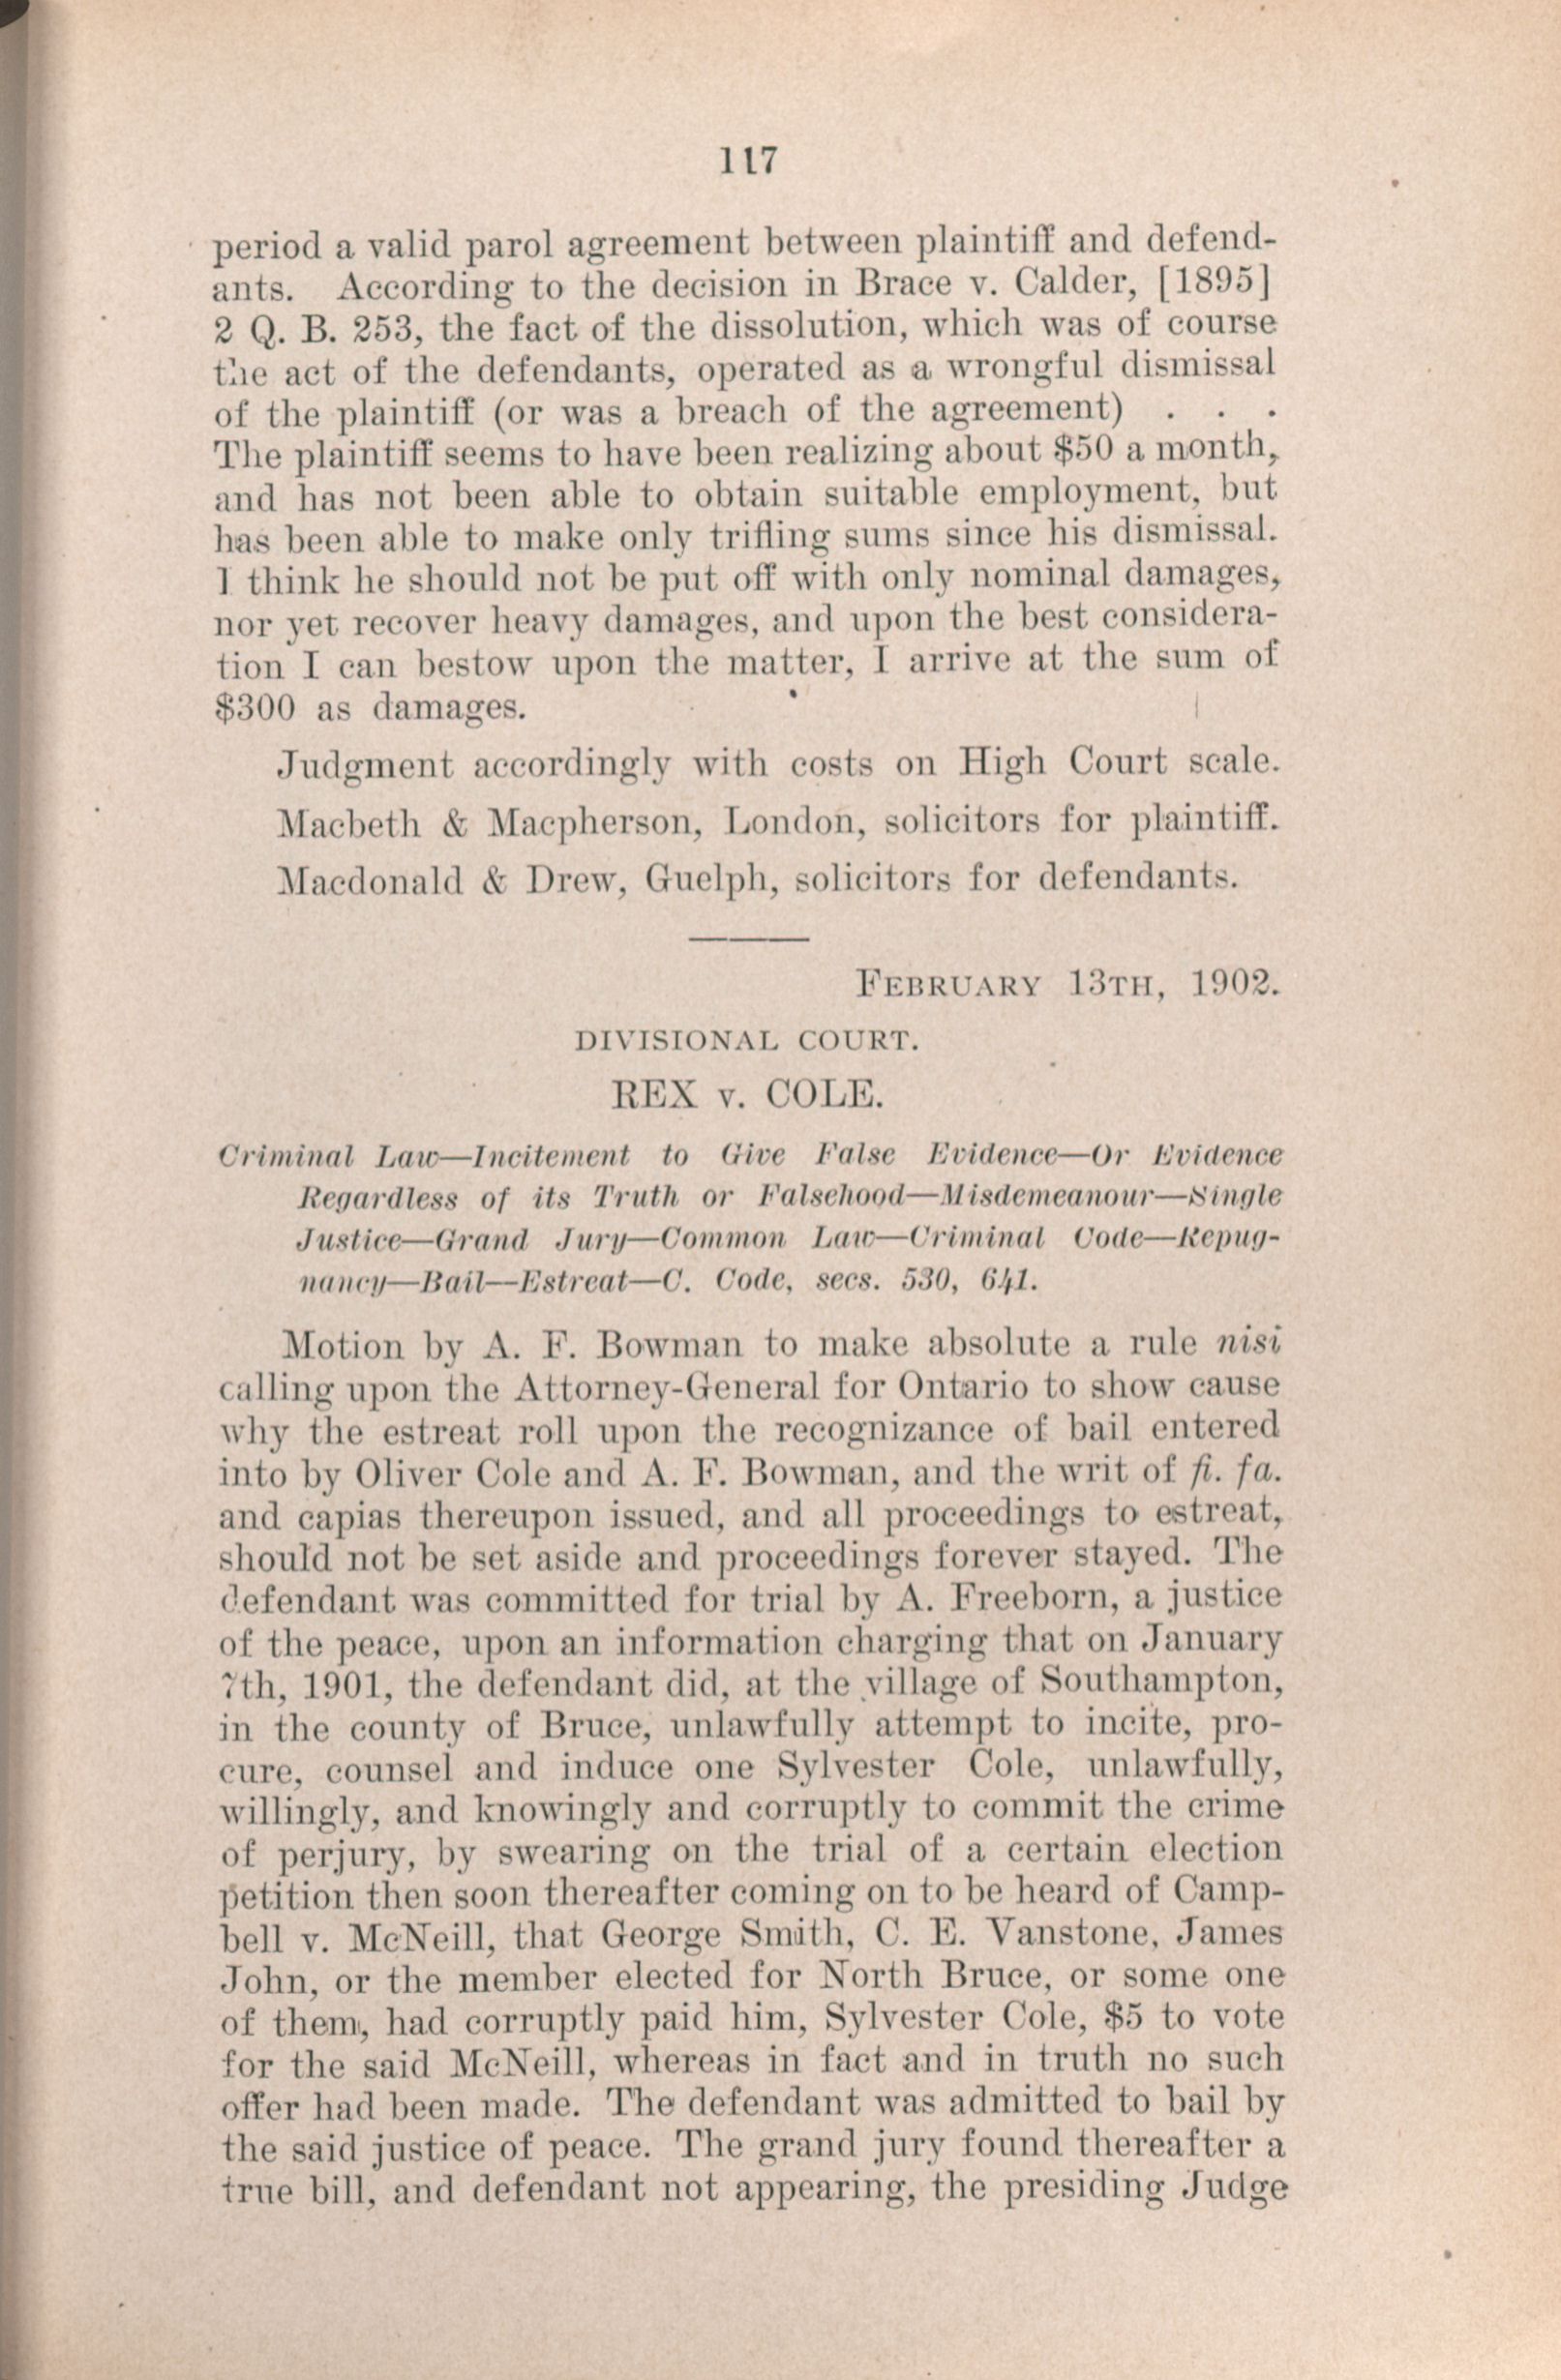 117
period a valid parol agreement between plaintiff and defend-
ants. According to the decision in Brace v. Calder, [1895]
2 Q. B. 253, the fact of the dissolution, which was of course
the act of the defendants, operated as a wrongful dismissal
of the plaintiff (or was a breach of the agreement) . . .
The plaintiff seems to have been realizing about $50 a month,
and has not been able to obtain suitable employment, but
has been able to make only trifling sums since his dismissal.
I think he should not be put off with only nominal damages,
nor yet recover heavy damages, and upon the best considera-
tion I can bestow upon the matter, I arrive at the sum of
$300 as damages.
Judgment accordingly with costs on High Court scale.
Macbeth & Macpherson, London, solicitors for plaintiff.
Macdonald & Drew, Guelph, solicitors for defendants.
FEBRUARY 13TH, 1902.
DIVISIONAL COURT.
REX v. COLE.
Criminal Law—Incitement to Give False Evidence—Or Evidence
Regardless of its Truth or Falsehood—Misdemeanour—Single
Justice—Grand Jury—Common Law—Criminal Code—Repug-
nancy—Bail—Estreat—C. Code, secs. 530, 641.
Motion by A. F. Bowman to make absolute a rule nisi
calling upon the Attorney-General for Ontario to show cause
why the estreat roll upon the recognizance of bail entered
into by Oliver Cole and A. F. Bowman, and the writ of fi. fa.
and capias thereupon issued, and all proceedings to estreat,
should not be set aside and proceedings forever stayed. The
defendant was committed for trial by A. Freeborn, a justice
of the peace, upon an information charging that on January
7th, 1901, the defendant did, at the village of Southampton,
in the county of Bruce, unlawfully attempt to incite, pro-
cure, counsel and induce one Sylvester Cole, unlawfully,
willingly, and knowingly and corruptly to commit the crime
of perjury, by swearing on the trial of a certain election
petition then soon thereafter coming on to be heard of Camp-
bell v. McNeill, that George Smith, C. E. Vanstone, James
John, or the member elected for North Bruce, or some one
of them, had corruptly paid him, Sylvester Cole, $5 to vote
for the said McNeill, whereas in fact and in truth no such
offer had been made. The defendant was admitted to bail by
the said justice of peace. The grand jury found thereafter a
true bill, and defendant not appearing, the presiding Judge